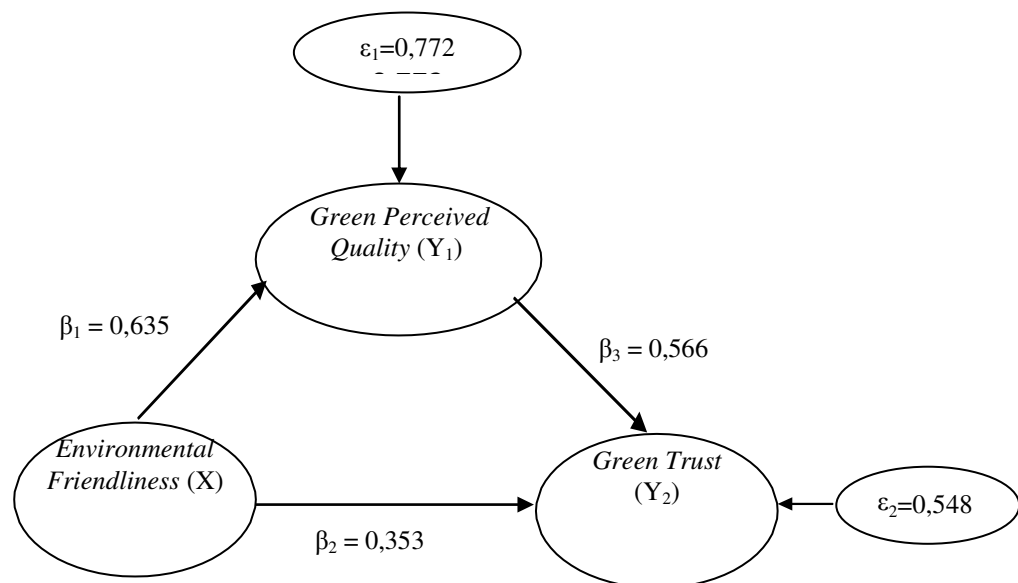 ε₁=0,772
Green Perceived
Quality (Y₁)
β₁ = 0,635
β₃ = 0,566
Environmental
Friendliness (X)
Green Trust
(Y₂)
ε₂=0,548
β₂ = 0,353